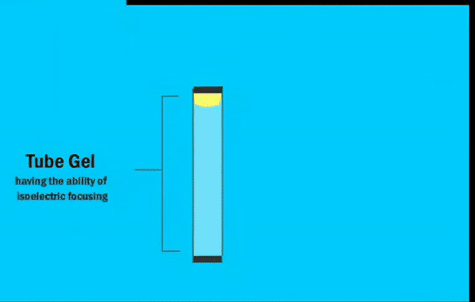 Tube Gel
having the ability of
isoelectric focusing